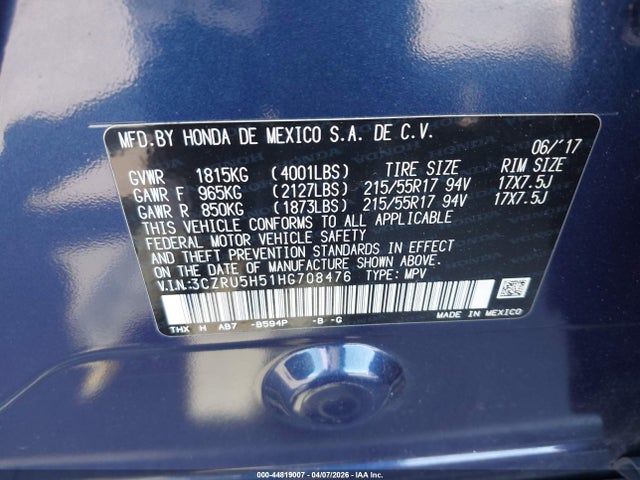 MFD.BY HONDA DE MEXICO S.A. DE C.V.
06/'17
GVWR 1815KG (4001LBS) TIRE SIZE RIM SIZE
GAWR F 965KG (2127LBS) 215/55R17 94V 17X7.5J
GAWR R 850KG (1873LBS) 215/55R17 94V 17X7.5J
THIS VEHICLE CONFORMS TO ALL APPLICABLE
FEDERAL MOTOR VEHICLE SAFETY
AND THEFT PREVENTION STANDARDS IN EFFECT
ON THE DATE OF MANUFACTURE SHOWN ABOVE.
V.I.N:3CZRU5H51HG708476 TYPE: MPV
THX H AB7 -B594P -B -G
MADE IN MEXICO
000-44819007 04/07/2026 IAA Inc.